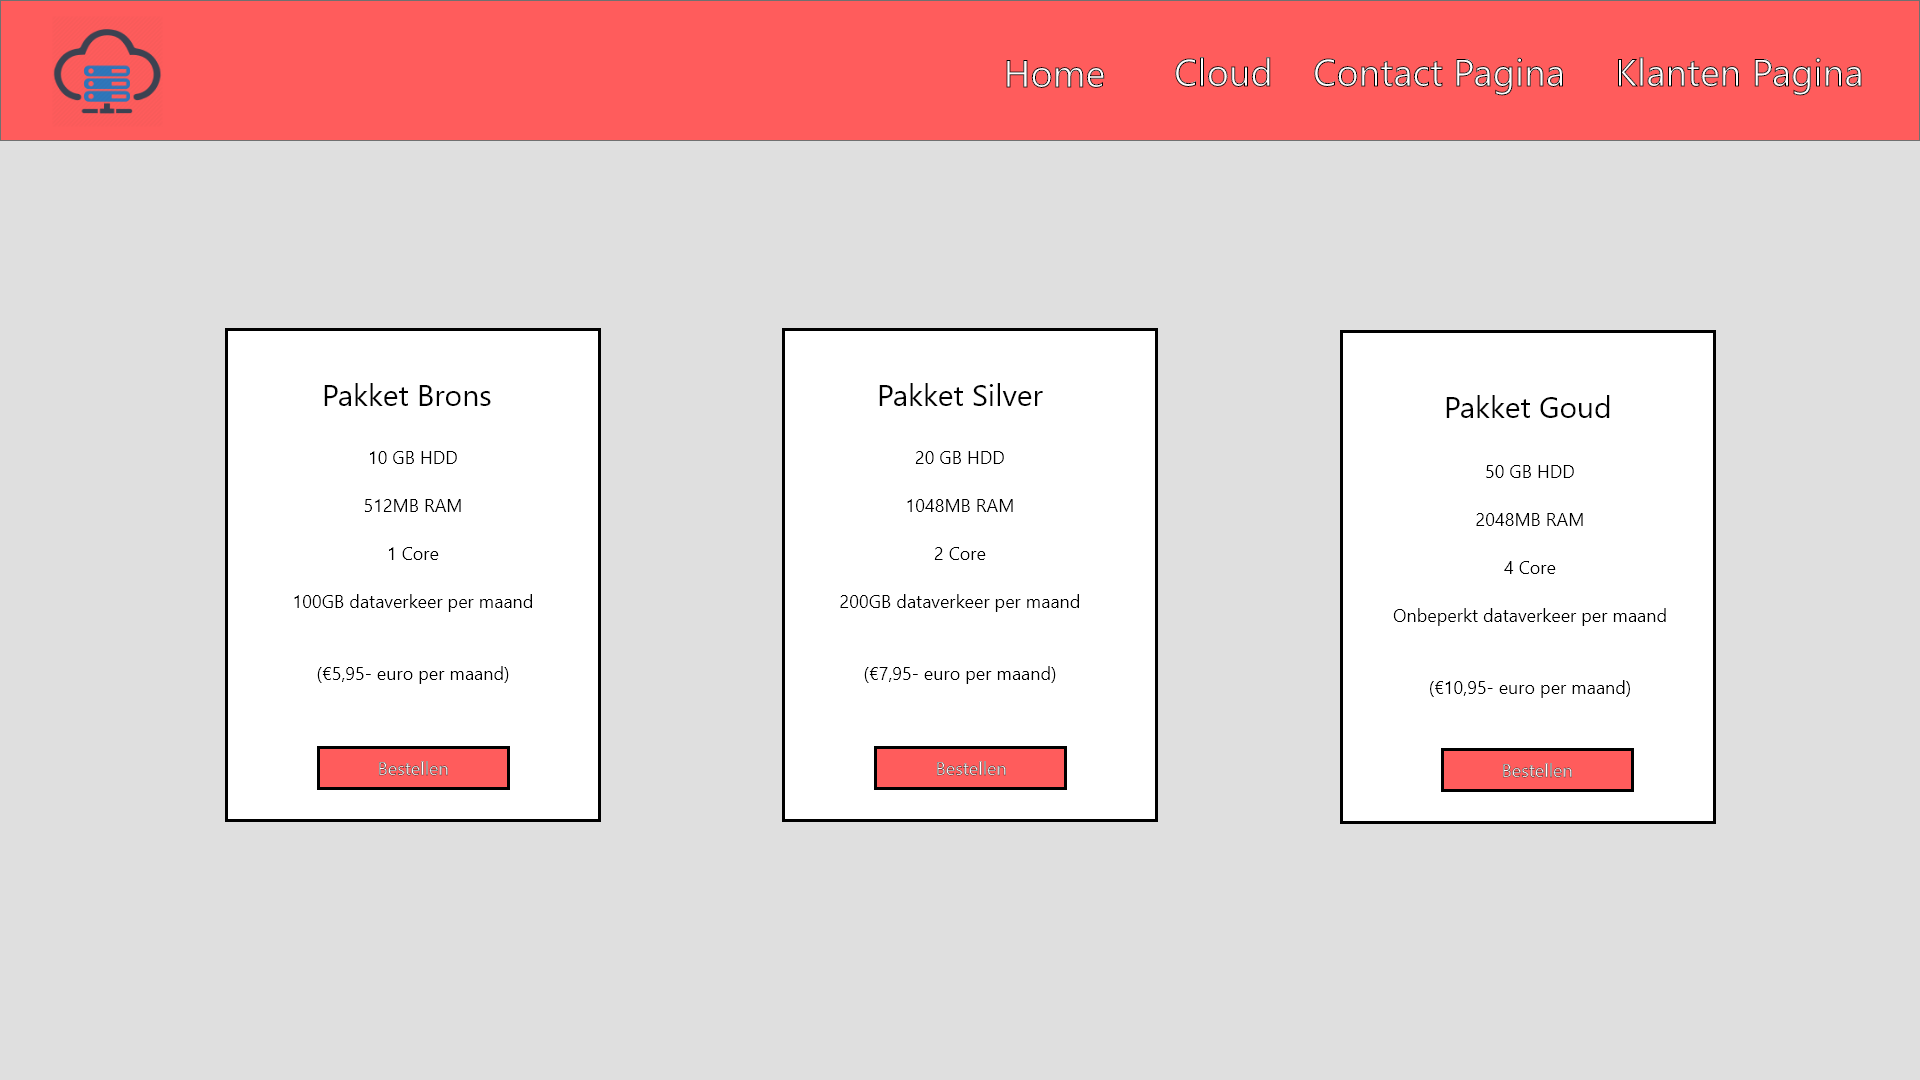 Home
Cloud
Contact Pagina
Klanten Pagina
Pakket Brons
10 GB HDD
512MB RAM
1 Core
100GB dataverkeer per maand
(€5,95- euro per maand)
Bestellen
Pakket Silver
20 GB HDD
1048MB RAM
2 Core
200GB dataverkeer per maand
(€7,95- euro per maand)
Bestellen
Pakket Goud
50 GB HDD
2048MB RAM
4 Core
Onbeperkt dataverkeer per maand
(€10,95- euro per maand)
Bestellen